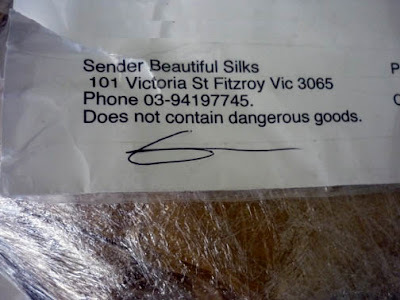 Sender Beautiful Silks
101 Victoria St Fitzroy Vic 3065
Phone 03-94197745.
Does not contain dangerous goods.
P